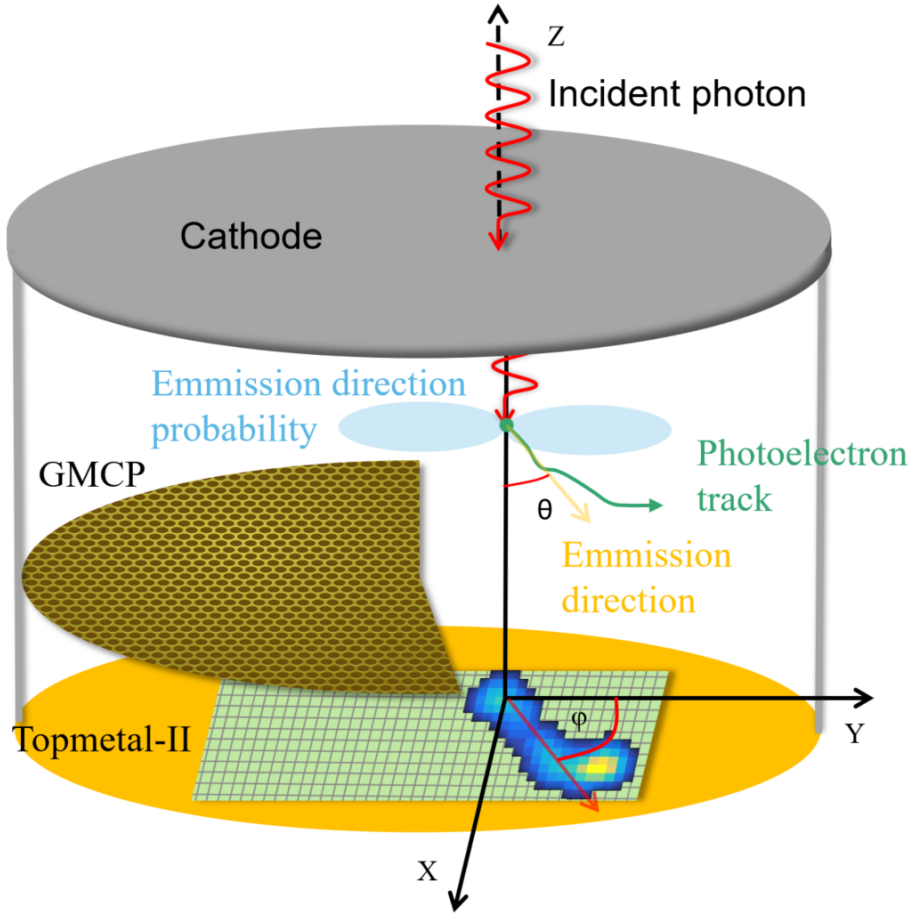 Z
Incident photon
Cathode
Emmission direction
probability
GMCP
Photoelectron
track
θ
Emmission
direction
φ
Topmetal-II
Y
X